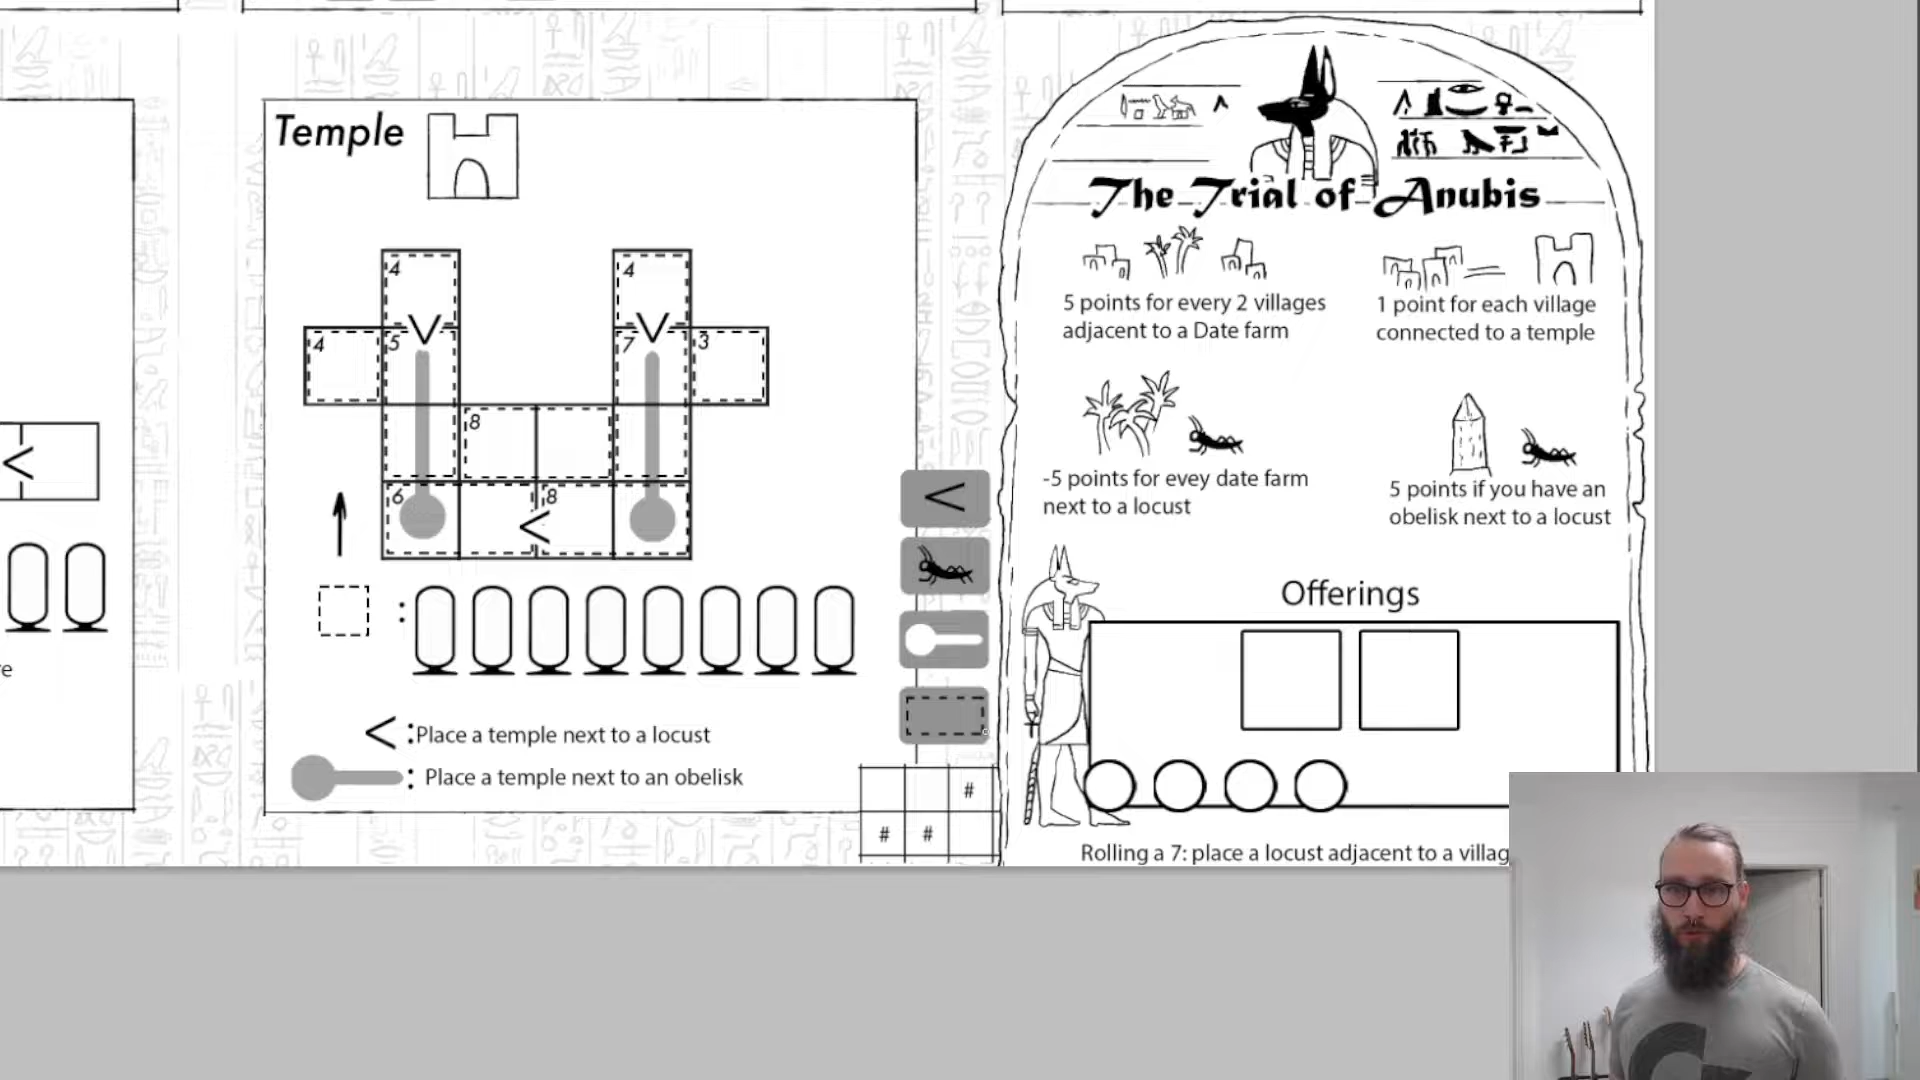 Temple
4
4
4
5
7
3
8
6
8
<
:
< :Place a temple next to a locust
: Place a temple next to an obelisk
<
#
# #
The Trial of Anubis
5 points for every 2 villages
adjacent to a Date farm
1 point for each village
connected to a temple
-5 points for evey date farm
next to a locust
5 points if you have an
obelisk next to a locust
Offerings
Rolling a 7: place a locust adjacent to a villag